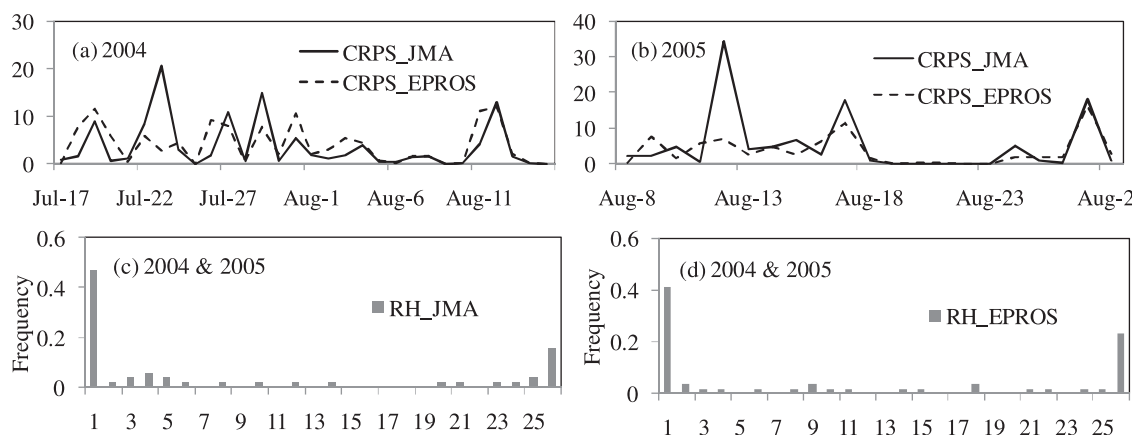 30
(a) 2004
CRPS_JMA
CRPS_EPROS
20
10
0
Jul-17 Jul-22 Jul-27 Aug-1 Aug-6 Aug-11
40
(b) 2005
CRPS_JMA
CRPS_EPROS
30
20
10
0
Aug-8 Aug-13 Aug-18 Aug-23 Aug-2
Frequency
0.6
(c) 2004 & 2005
0.4
RH_JMA
0.2
0
1 3 5 7 9 11 13 15 17 19 21 23 25
Frequency
0.6
(d) 2004 & 2005
0.4
RH_EPROS
0.2
0
1 3 5 7 9 11 13 15 17 19 21 23 25